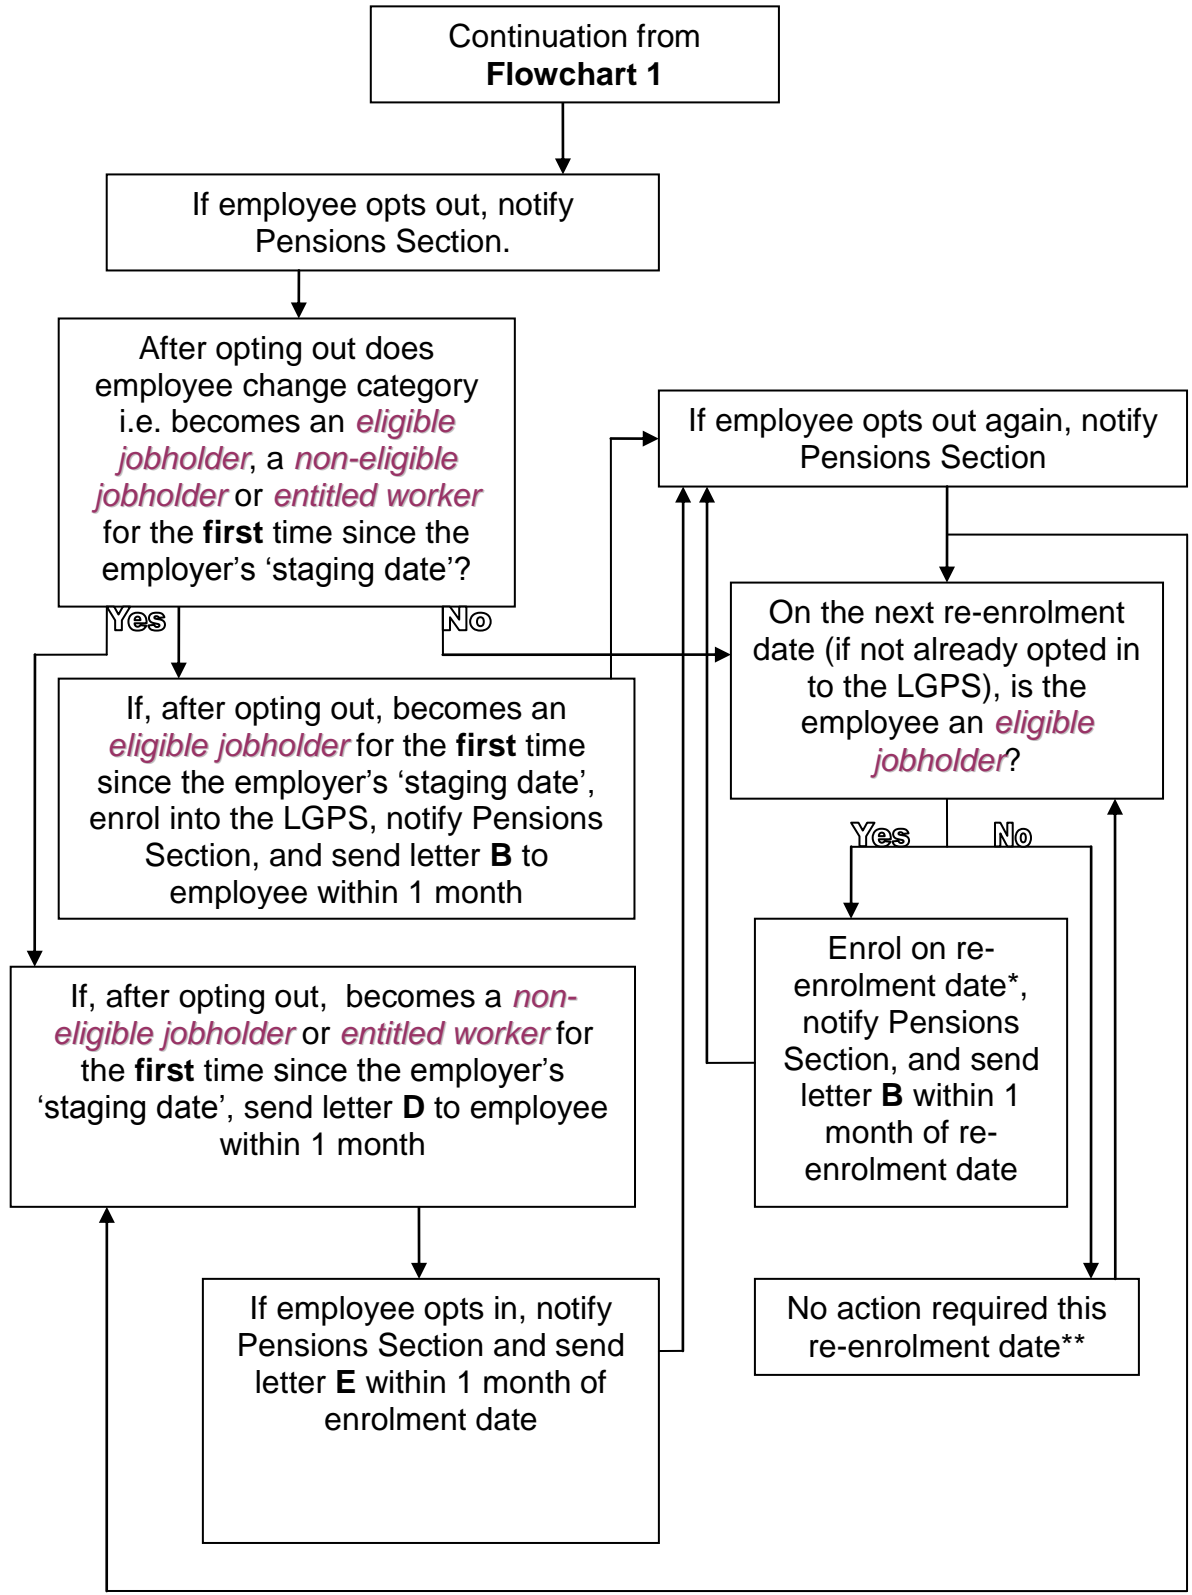 Continuation from
Flowchart 1
If employee opts out, notify
Pensions Section.
After opting out does
employee change category
i.e. becomes an eligible
jobholder, a non-eligible
jobholder or entitled worker
for the first time since the
employer’s ‘staging date’?
Yes
No
If employee opts out again, notify
Pensions Section
On the next re-enrolment
date (if not already opted in
to the LGPS), is the
employee an eligible
jobholder?
If, after opting out, becomes an
eligible jobholder for the first time
since the employer’s ‘staging date’,
enrol into the LGPS, notify Pensions
Section, and send letter B to
employee within 1 month
Yes
No
Enrol on re-
enrolment date*,
notify Pensions
Section, and send
letter B within 1
month of re-
enrolment date
If, after opting out, becomes a non-
eligible jobholder or entitled worker for
the first time since the employer’s
‘staging date’, send letter D to employee
within 1 month
If employee opts in, notify
Pensions Section and send
letter E within 1 month of
enrolment date
No action required this
re-enrolment date**